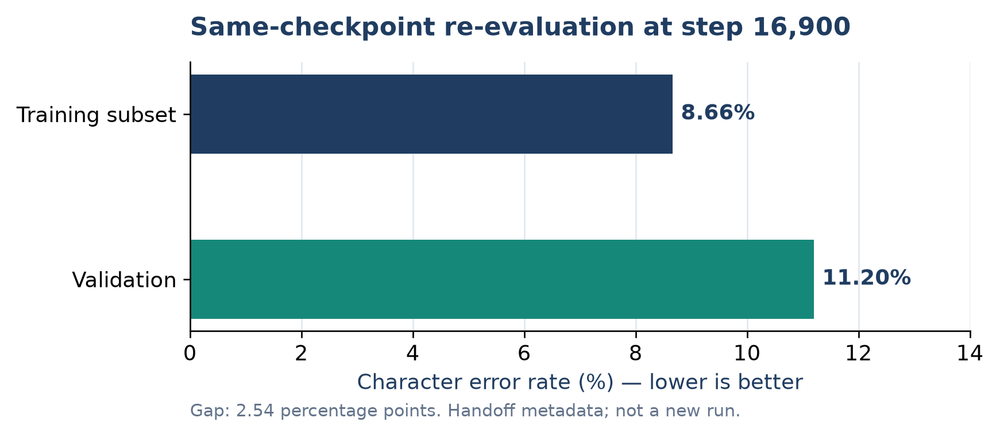 Same-checkpoint re-evaluation at step 16,900
Training subset
8.66%
Validation
11.20%
0 2 4 6 8 10 12 14
Character error rate (%) — lower is better
Gap: 2.54 percentage points. Handoff metadata; not a new run.